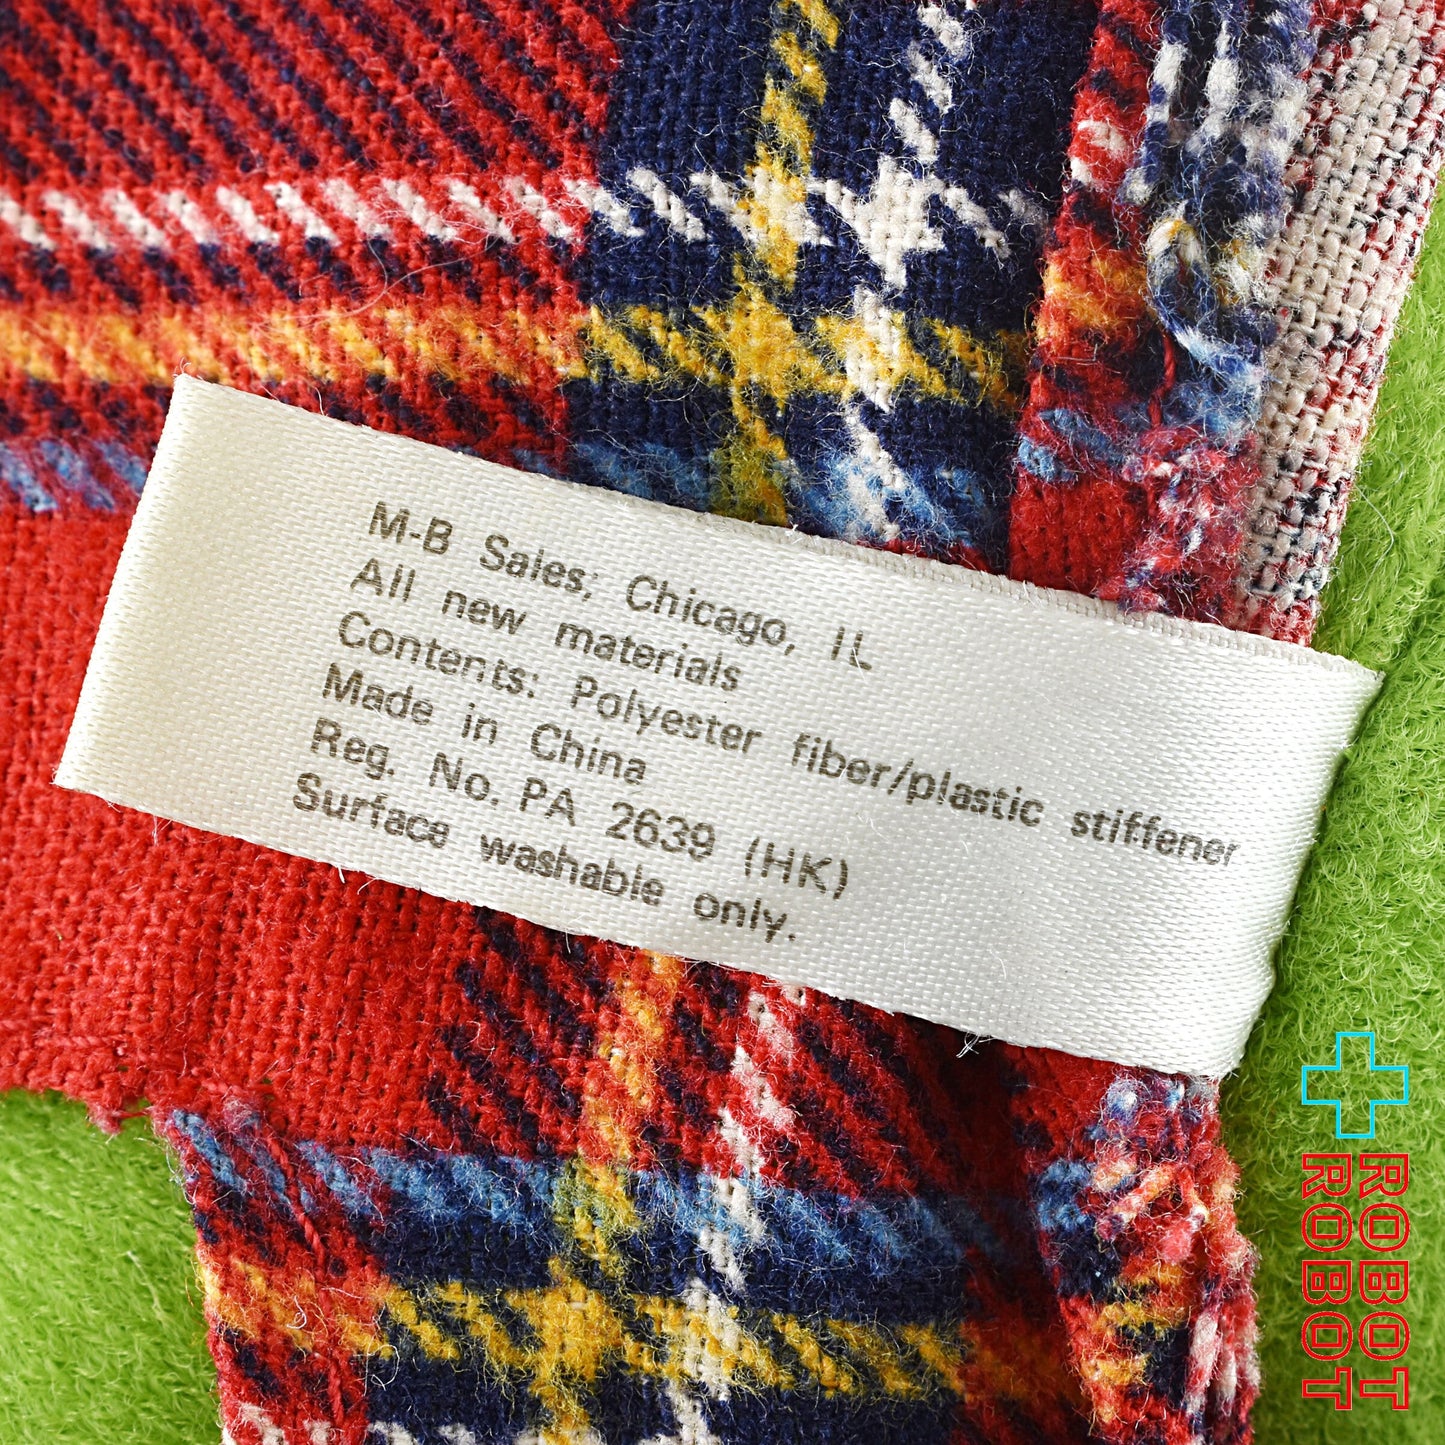 M-B Sales; Chicago, IL
All new materials
Contents: Polyester fiber/plastic stiffener
Made in China
Reg. No. PA 2639 (HK)
Surface washable only.
ROBOT
ROBOT